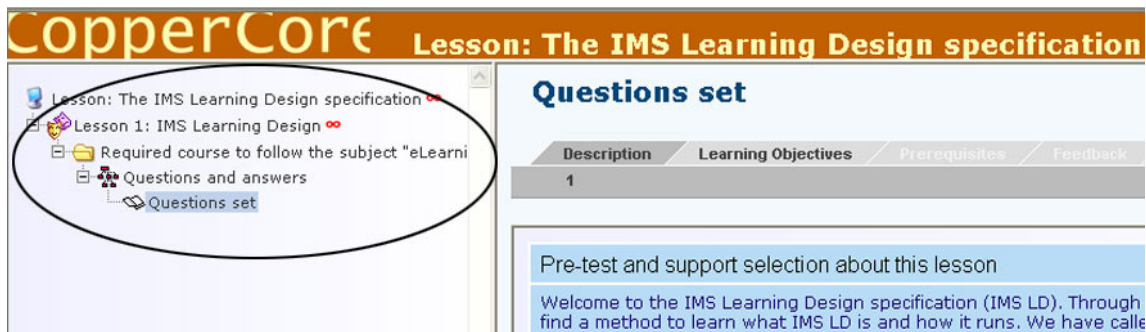 CopperCore Lesson: The IMS Learning Design specification
Lesson: The IMS Learning Design specification ∞
Lesson 1: IMS Learning Design ∞
Required course to follow the subject "eLearni
Questions and answers
Questions set
Questions set
Description Learning Objectives Prerequisites Feedback
1
Pre-test and support selection about this lesson
Welcome to the IMS Learning Design specification (IMS LD). Through
find a method to learn what IMS LD is and how it runs. We have calle